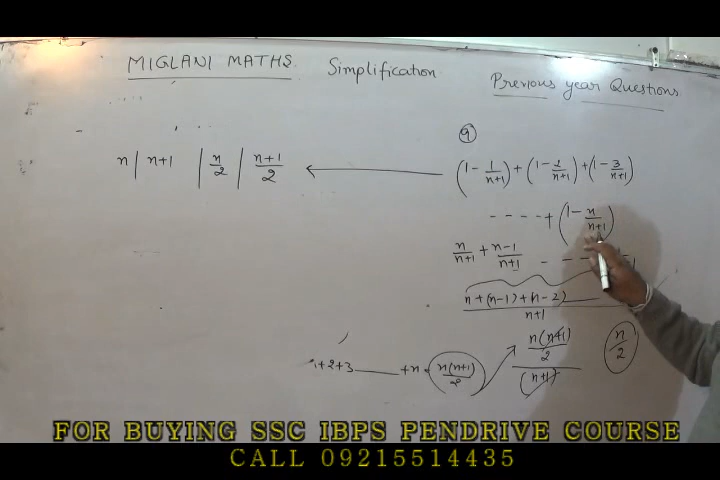 MIGLANI MATHS Simplification Previous year Questions
9
n | n+1 | n/2 | n+1/2 ← (1 - 1/n+1) + (1 - 2/n+1) + (1 - 3/n+1)
- - - - + (1 - n/n+1)
n/n+1 + n-1/n+1 - - -
n + (n-1) + (n-2)/n+1
1+2+3 + n = n(n+1)/2 → n(n+1)/2/(n+1) n/2
FOR BUYING SSC IBPS PENDRIVE COURSE
CALL 09215514435